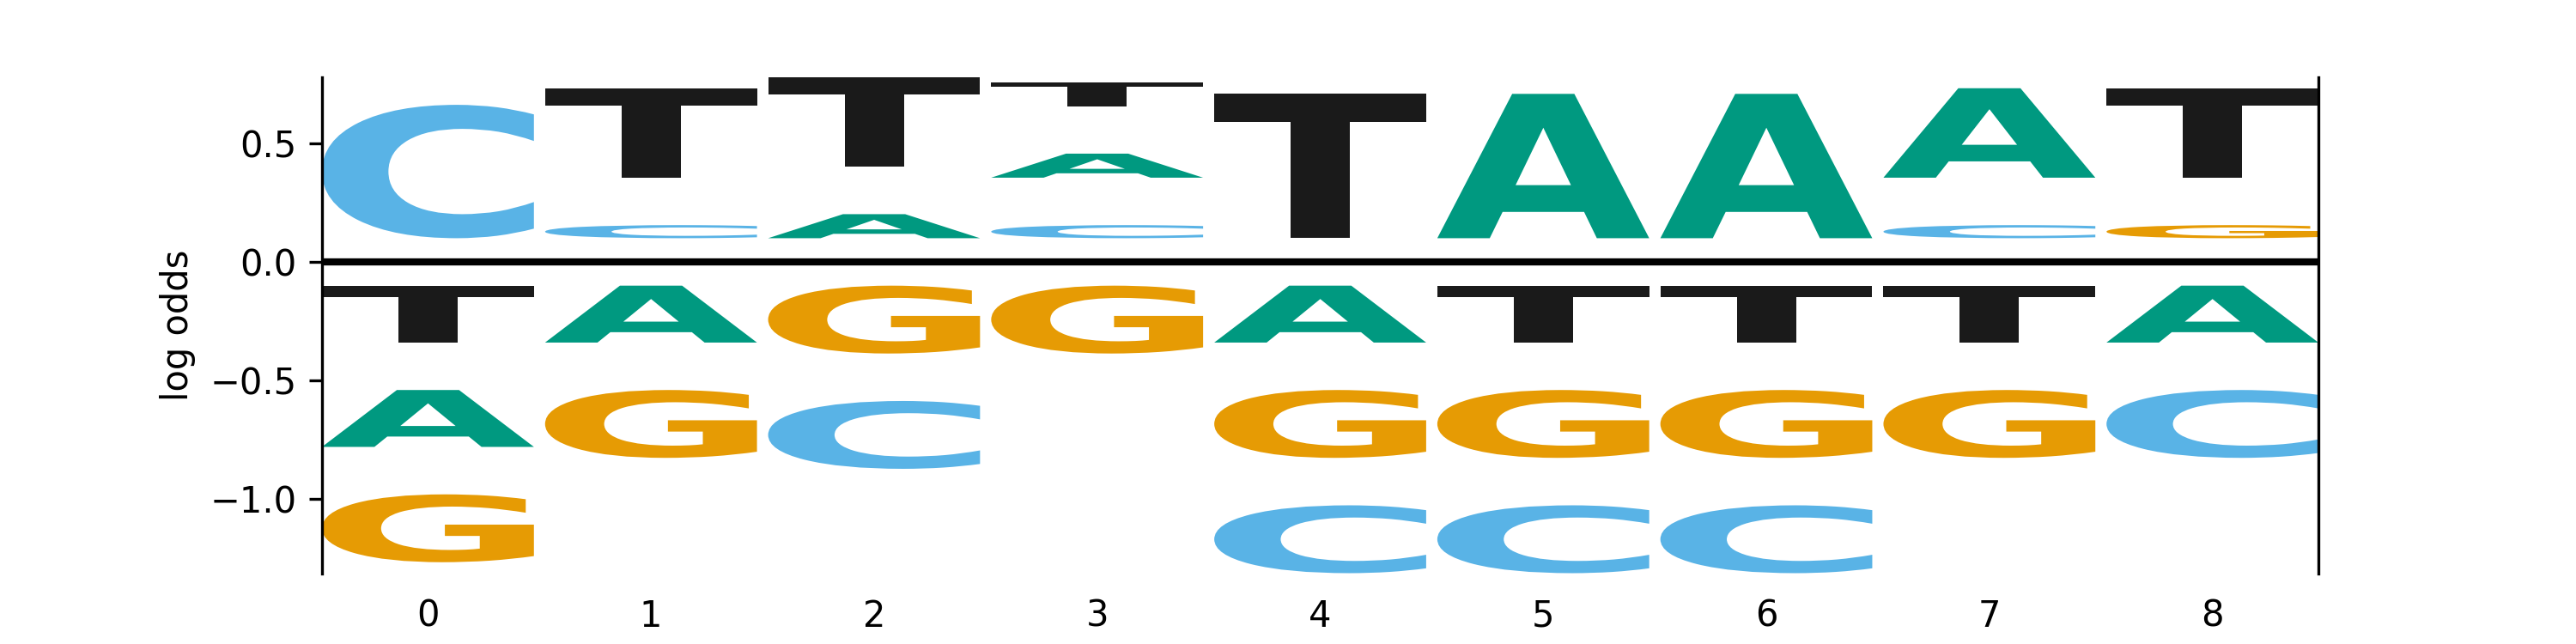 C T T T T A A A T
C A A C G
C
0.5
0.0
log odds
T A G G A T T T A
−0.5
A G C G G G G C
−1.0
G C C C
0 1 2 3 4 5 6 7 8